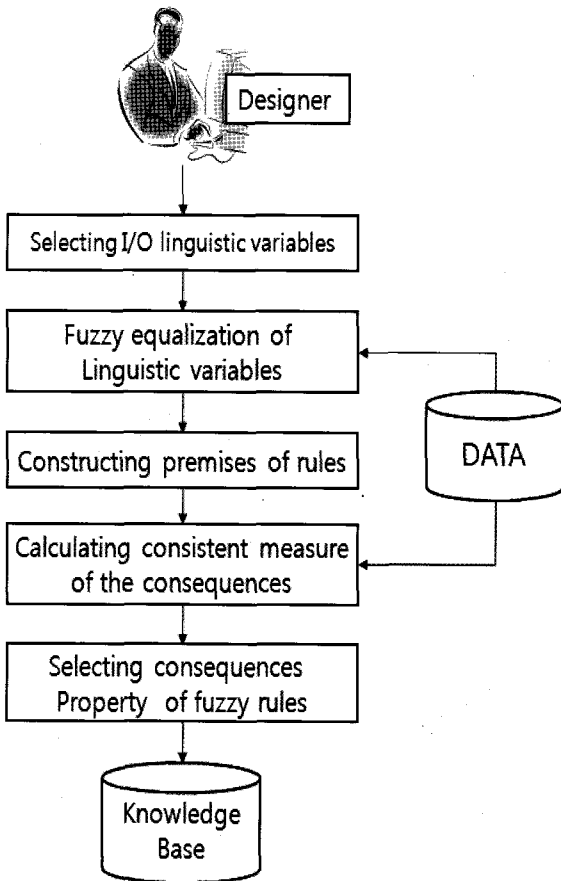 Designer
Selecting I/O linguistic variables
Fuzzy equalization of
Linguistic variables
Constructing premises of rules
DATA
Calculating consistent measure
of the consequences
Selecting consequences
Property of fuzzy rules
Knowledge
Base